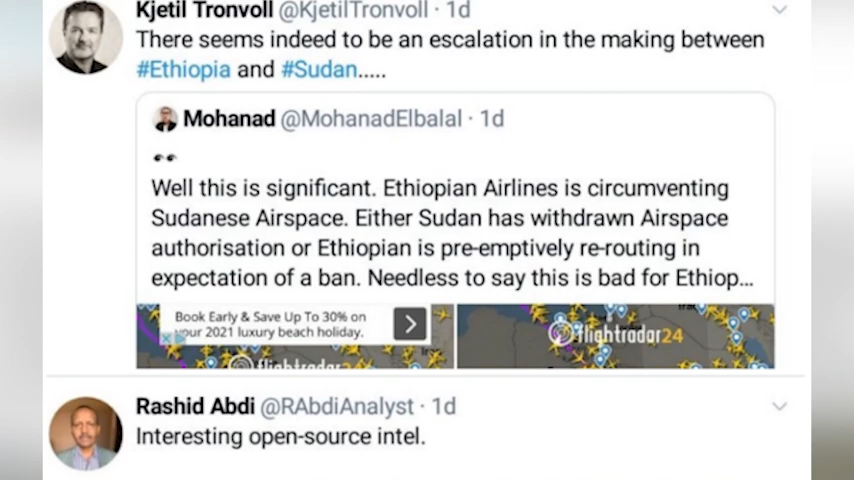 Kjetil Tronvoll @KjetilTronvoll · 1d
There seems indeed to be an escalation in the making between
#Ethiopia and #Sudan.....
Mohanad @MohanadElbalal · 1d
👀
Well this is significant. Ethiopian Airlines is circumventing
Sudanese Airspace. Either Sudan has withdrawn Airspace
authorisation or Ethiopian is pre-emptively re-routing in
expectation of a ban. Needless to say this is bad for Ethiop...
Book Early & Save Up To 30% on
your 2021 luxury beach holiday.
flightradar24
flightradar24
Rashid Abdi @RAbdiAnalyst · 1d
Interesting open-source intel.